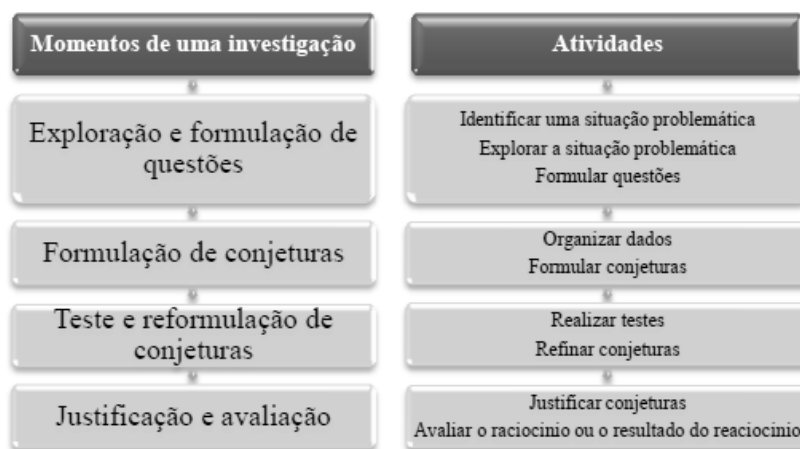 Momentos de uma investigação
Exploração e formulação de
questões
Formulação de conjeturas
Teste e reformulação de
conjeturas
Justificação e avaliação
Atividades
Identificar uma situação problemática
Explorar a situação problemática
Formular questões
Organizar dados
Formular conjeturas
Realizar testes
Refinar conjeturas
Justificar conjeturas
Avaliar o raciocinio ou o resultado do reaciocinio